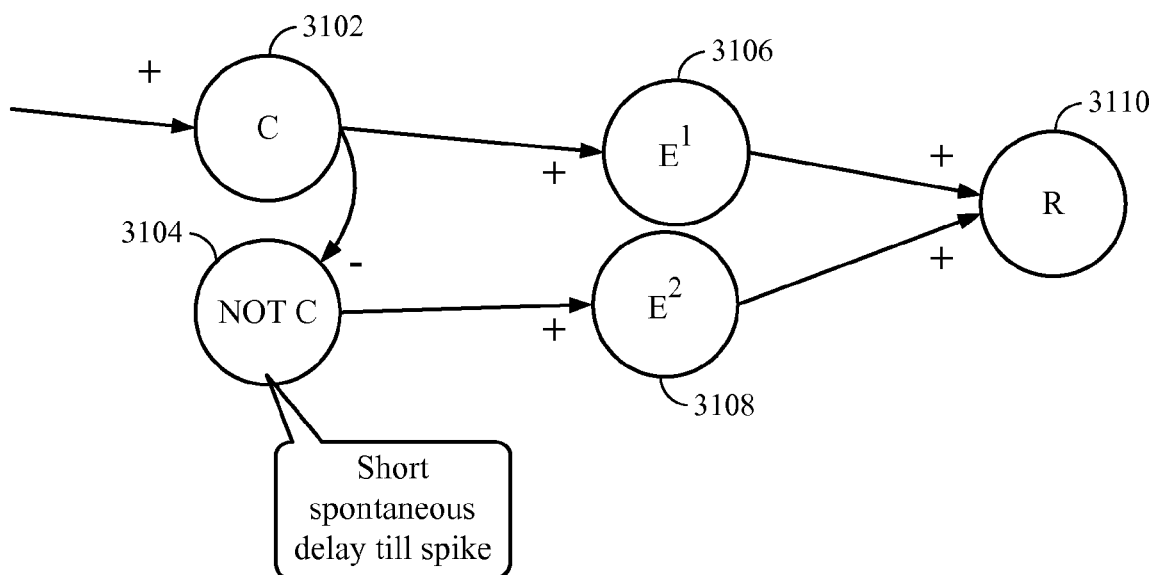 3102
3106
3110
+
C
+
E¹
+
R
3104
-
NOT C
+
E²
+
3108
Short
spontaneous
delay till spike